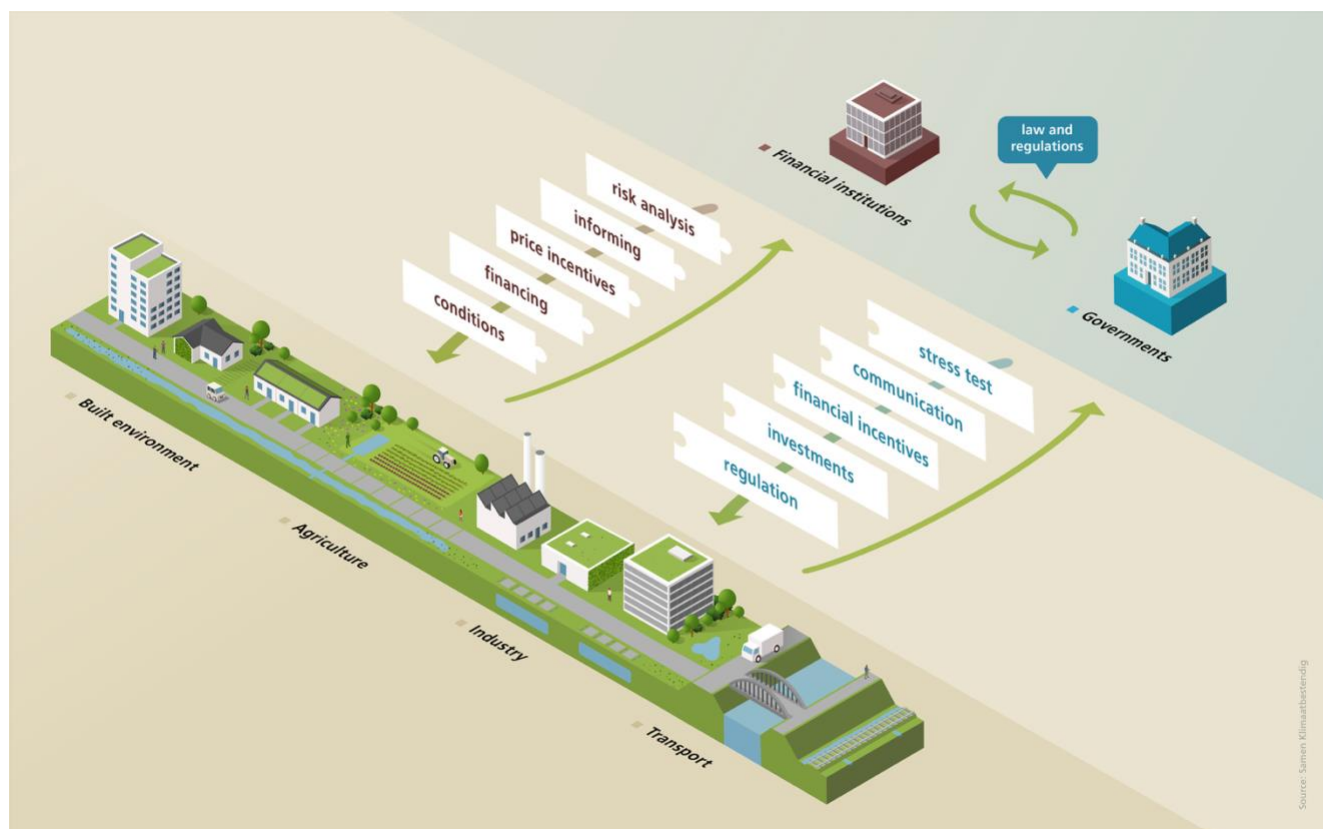 law and
regulations
Financial institutions
Governments
risk analysis
informing
price incentives
financing
conditions
stress test
communication
financial incentives
investments
regulation
Built environment
Agriculture
Industry
Transport
Source: Samen Klimaatbestendig